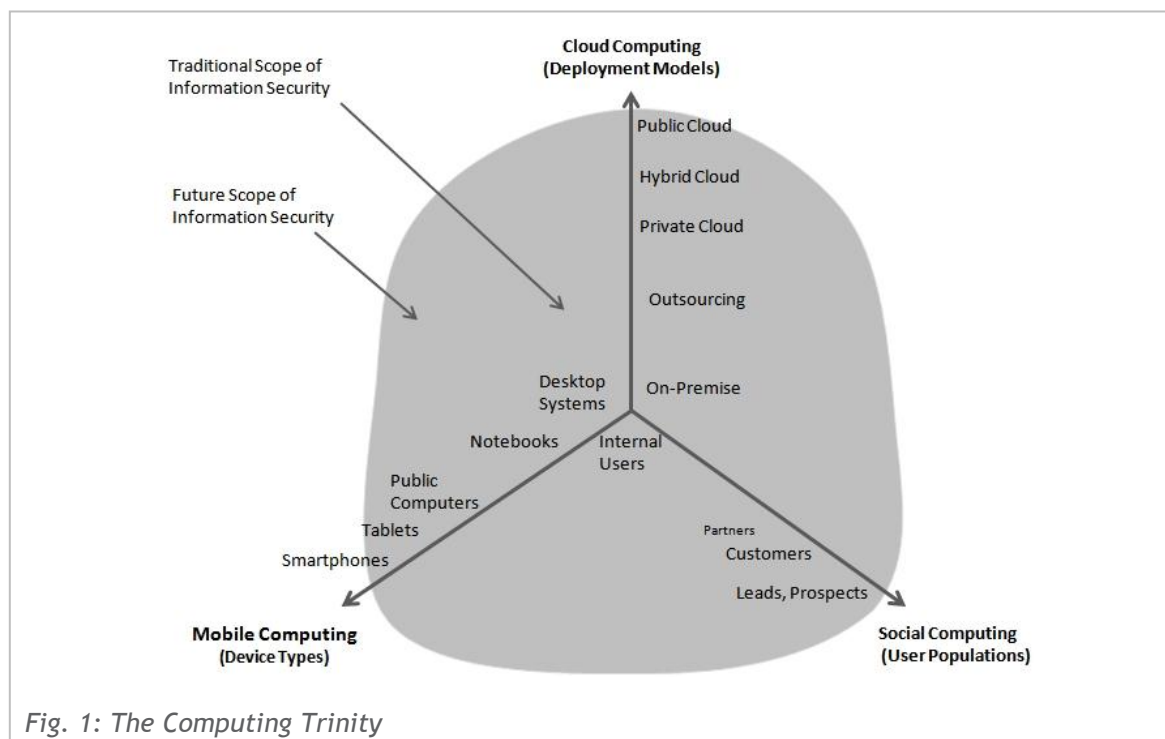 Cloud Computing
(Deployment Models)
Traditional Scope of
Information Security
Public Cloud
Hybrid Cloud
Future Scope of
Information Security
Private Cloud
Outsourcing
Desktop
Systems
On-Premise
Notebooks
Internal
Users
Public
Computers
Tablets
Partners
Customers
Smartphones
Leads, Prospects
Mobile Computing
(Device Types)
Social Computing
(User Populations)
Fig. 1: The Computing Trinity